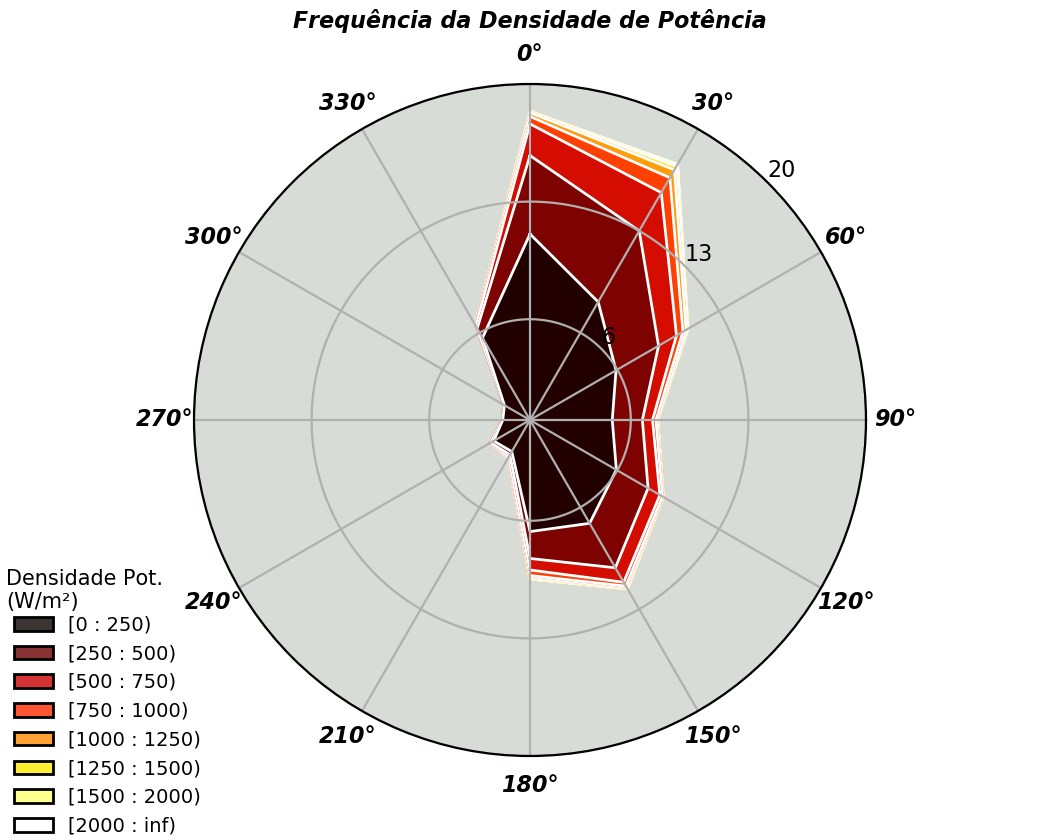 Frequência da Densidade de Potência
0°
30°
60°
90°
120°
150°
180°
210°
240°
270°
300°
330°
20
13
6
Densidade Pot.
(W/m²)
[0 : 250)
[250 : 500)
[500 : 750)
[750 : 1000)
[1000 : 1250)
[1250 : 1500)
[1500 : 2000)
[2000 : inf)